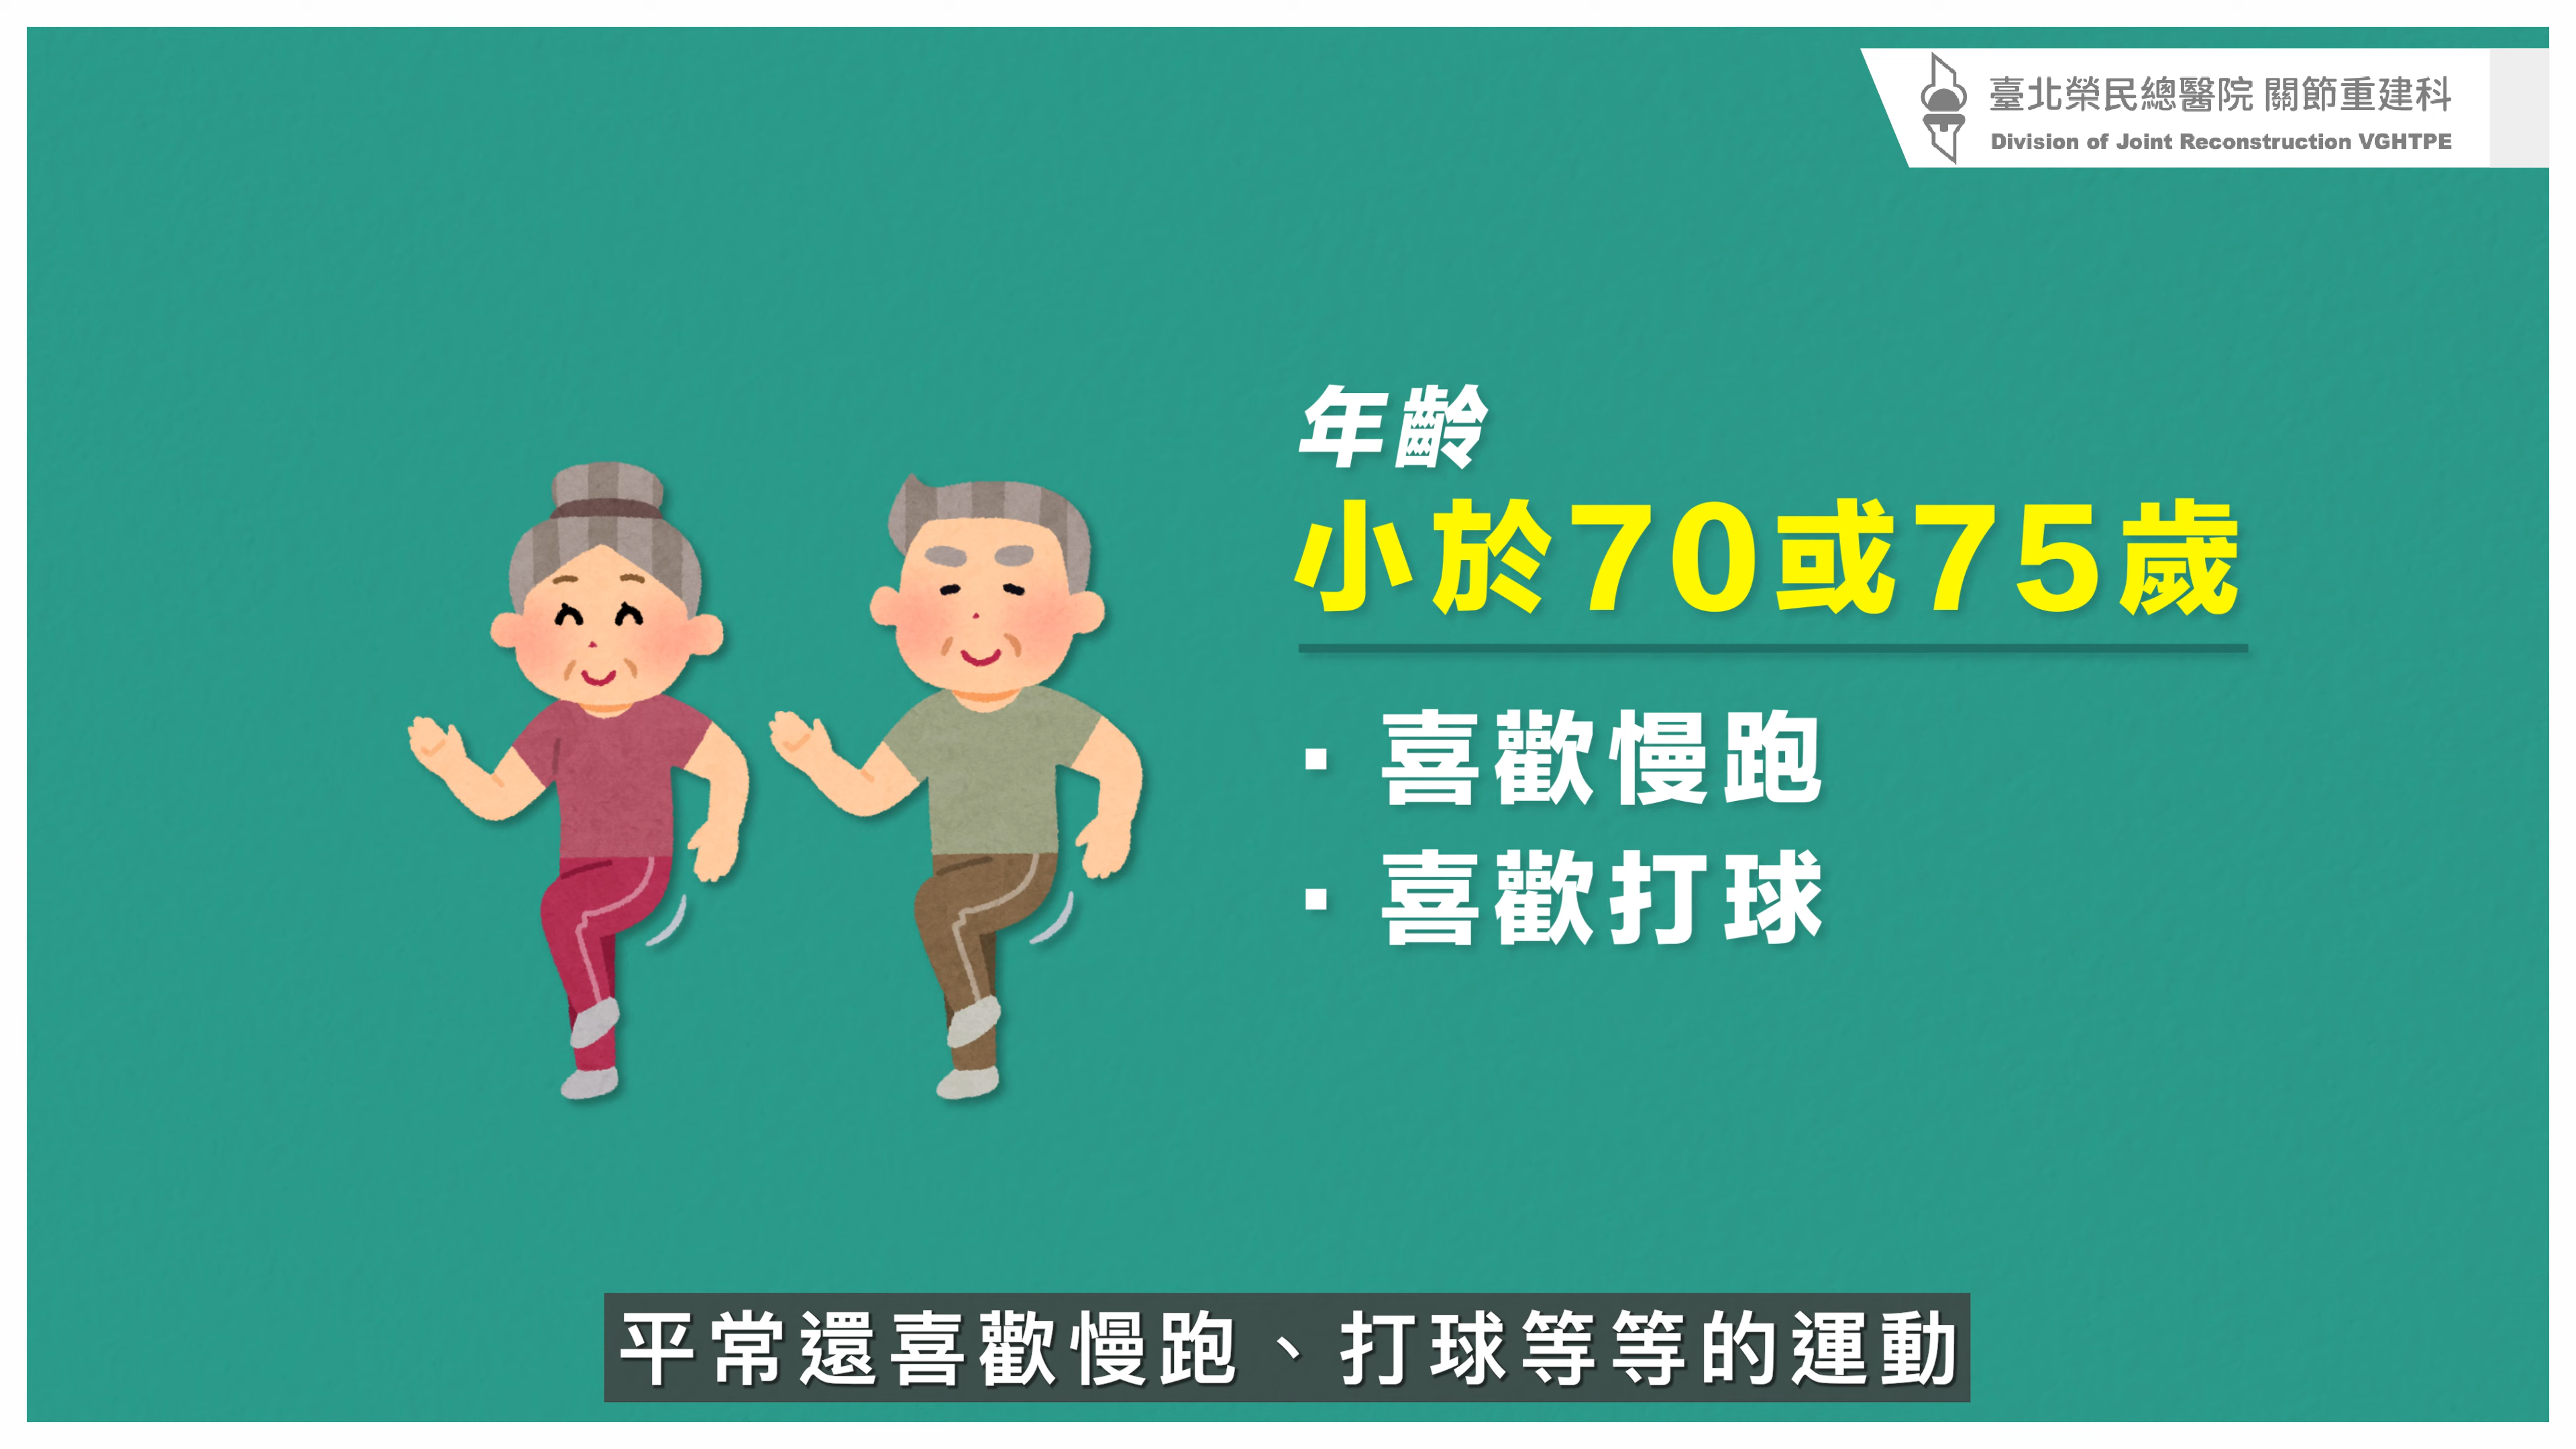 臺北榮民總醫院 關節重建科
Division of Joint Reconstruction VGHTPE
年齡
小於70或75歲
▪ 喜歡慢跑
▪ 喜歡打球
平常還喜歡慢跑、打球等等的運動